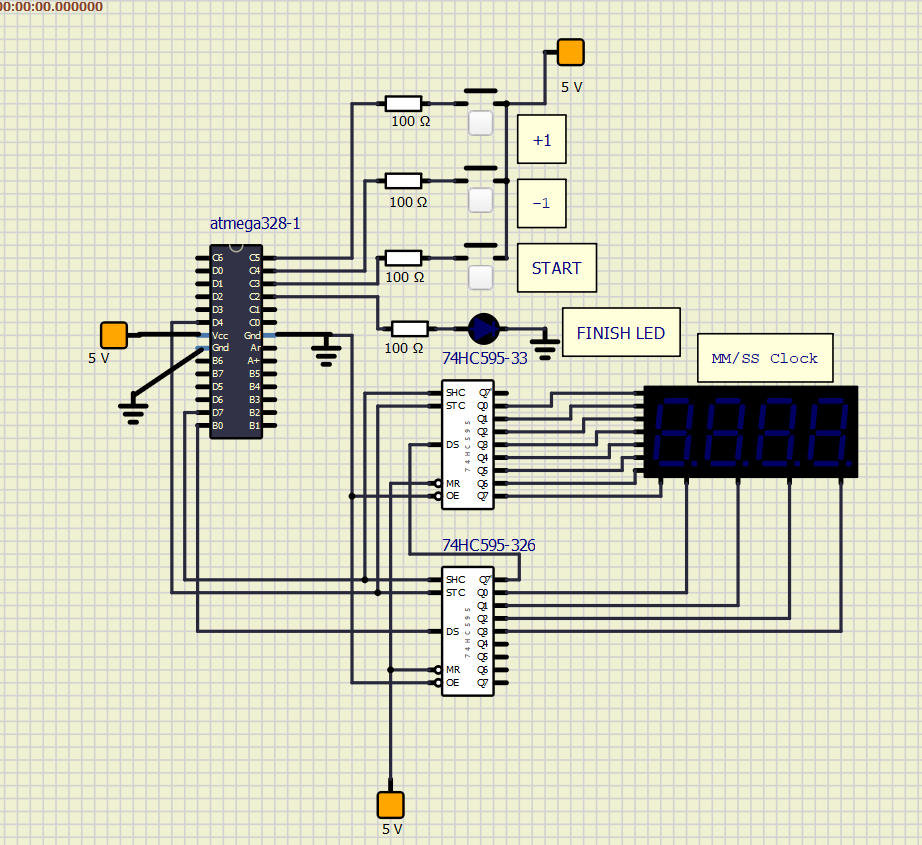 00:00:00.000000
5 V
100 Ω
+1
100 Ω
-1
atmega328-1
100 Ω
START
C6 C5
D0 C4
D1 C3
D2 C2
D3 C1
D4 C0
Vcc Gnd
Gnd Ar
B6 A+
B7 B5
D5 B4
D6 B3
D7 B2
B0 B1
5 V
100 Ω
FINISH LED
74HC595-33
MM/SS Clock
SHC Q7'
STC Q0
Q1
Q2
DS Q3
Q4
Q5
MR Q6
OE Q7
74HC595
74HC595-326
SHC Q7'
STC Q0
Q1
Q2
DS Q3
Q4
Q5
MR Q6
OE Q7
74HC595
5 V